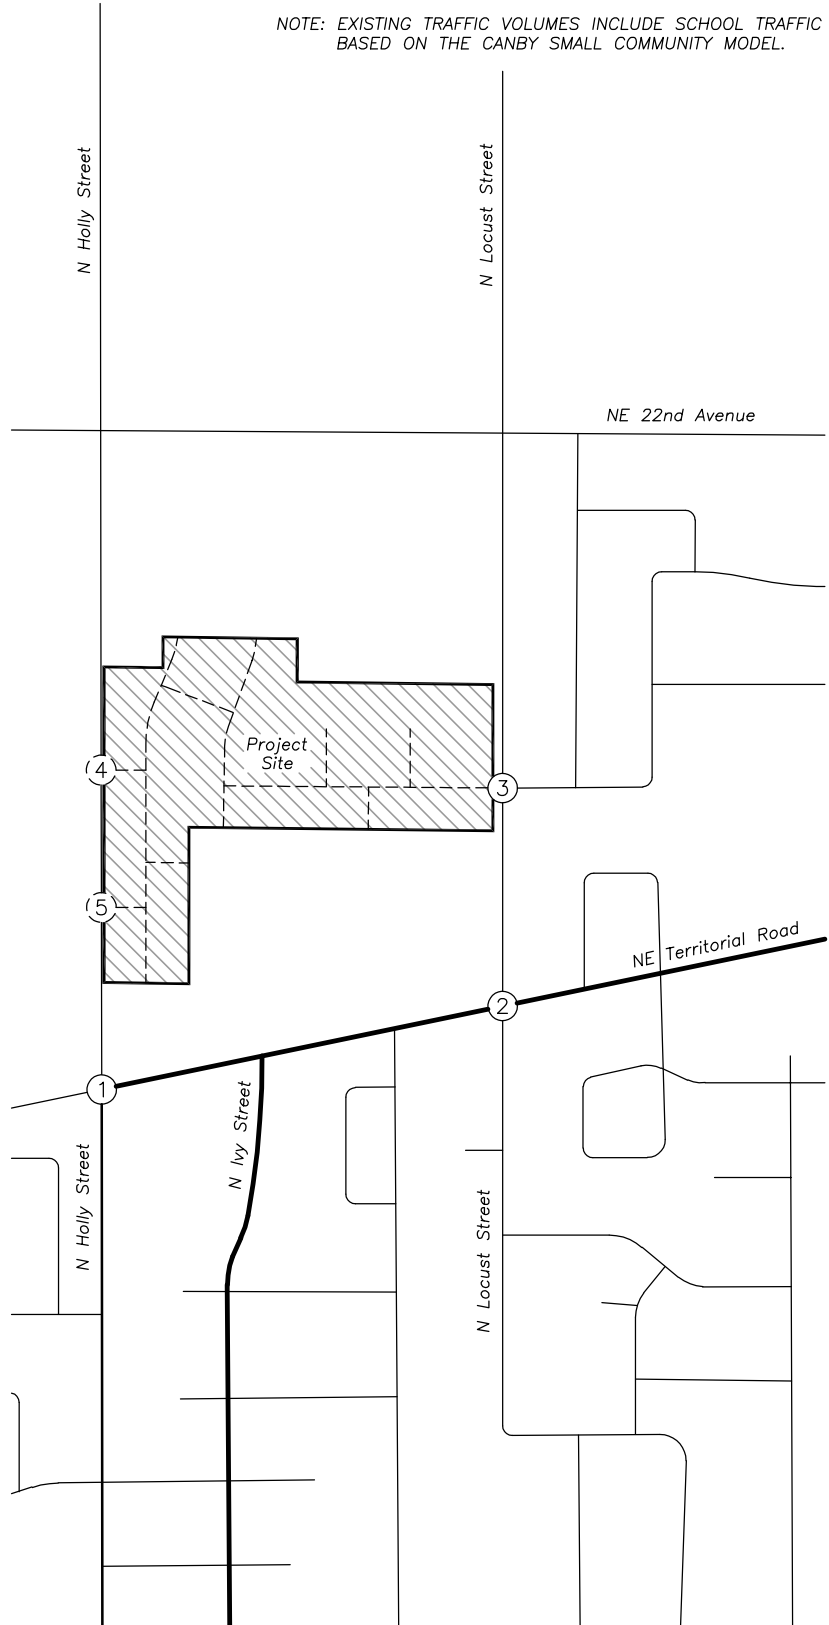 NOTE: EXISTING TRAFFIC VOLUMES INCLUDE SCHOOL TRAFFIC
BASED ON THE CANBY SMALL COMMUNITY MODEL.
N Holly Street
N Locust Street
NE 22nd Avenue
Project
Site
4
3
5
NE Territorial Road
2
1
N Ivy Street
N Holly Street
N Locust Street